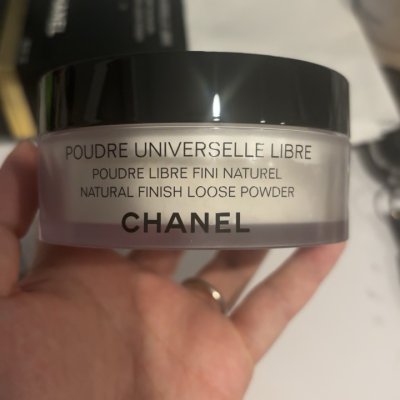 POUDRE UNIVERSELLE LIBRE
POUDRE LIBRE FINI NATUREL
NATURAL FINISH LOOSE POWDER
CHANEL